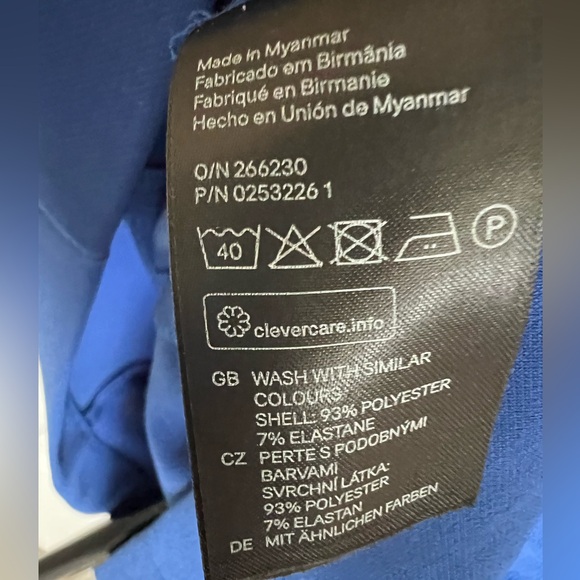 Made in Myanmar
Fabricado em Birmânia
Fabriqué en Birmanie
Hecho en Unión de Myanmar
O/N 266230
P/N 0253226 1
40 P
clevercare.info
GB WASH WITH SIMILAR
COLOURS
SHELL: 93% POLYESTER
7% ELASTANE
CZ PERTE S PODOBNÝMI
BARVAMI
SVRCHNÍ LÁTKA:
93% POLYESTER
7% ELASTAN
DE MIT ÄHNLICHEN FARBEN